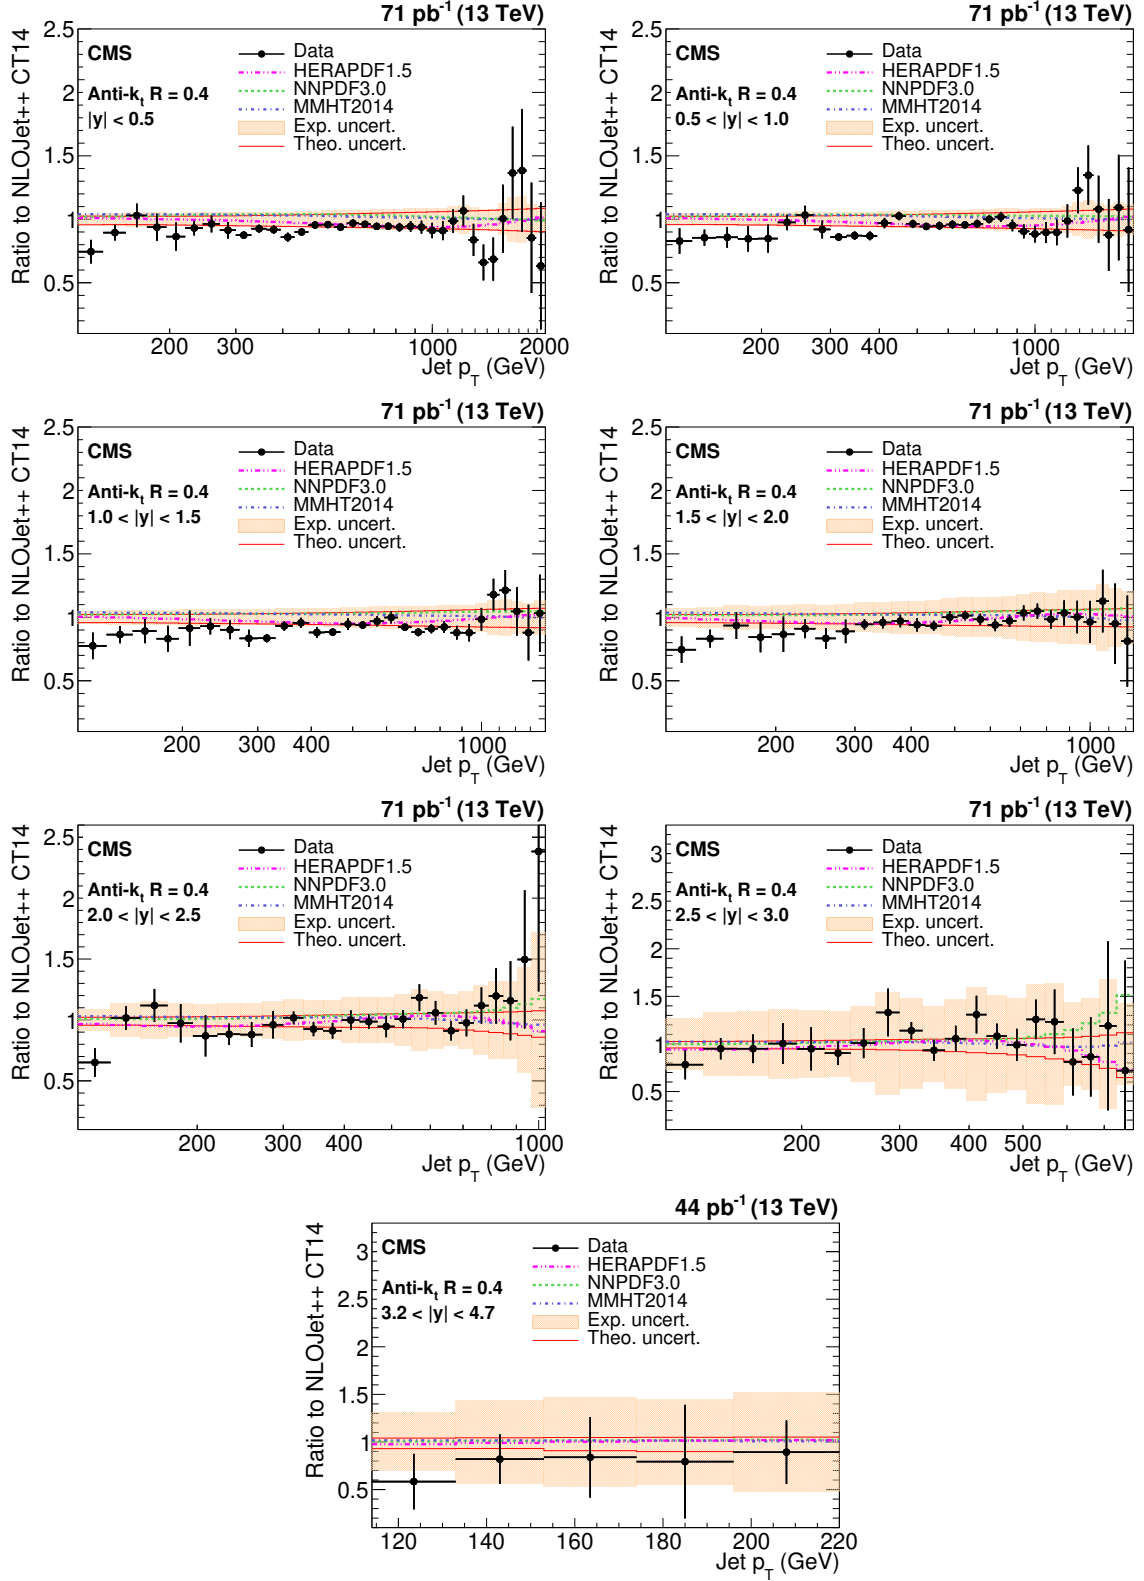 71 pb-1 (13 TeV)
Ratio to NLOJet++ CT14
CMS
Anti-kt R = 0.4
|y| < 0.5
Data
HERAPDF1.5
NNPDF3.0
MMHT2014
Exp. uncert.
Theo. uncert.
2.5
2
1.5
1
0.5
200 300 1000 2000
Jet pT (GeV)
71 pb-1 (13 TeV)
Ratio to NLOJet++ CT14
CMS
Anti-kt R = 0.4
0.5 < |y| < 1.0
Data
HERAPDF1.5
NNPDF3.0
MMHT2014
Exp. uncert.
Theo. uncert.
2.5
2
1.5
1
0.5
200 300 400 1000
Jet pT (GeV)
71 pb-1 (13 TeV)
Ratio to NLOJet++ CT14
CMS
Anti-kt R = 0.4
1.0 < |y| < 1.5
Data
HERAPDF1.5
NNPDF3.0
MMHT2014
Exp. uncert.
Theo. uncert.
2.5
2
1.5
1
0.5
200 300 400 1000
Jet pT (GeV)
71 pb-1 (13 TeV)
Ratio to NLOJet++ CT14
CMS
Anti-kt R = 0.4
1.5 < |y| < 2.0
Data
HERAPDF1.5
NNPDF3.0
MMHT2014
Exp. uncert.
Theo. uncert.
2.5
2
1.5
1
0.5
200 300 400 1000
Jet pT (GeV)
71 pb-1 (13 TeV)
Ratio to NLOJet++ CT14
CMS
Anti-kt R = 0.4
2.0 < |y| < 2.5
Data
HERAPDF1.5
NNPDF3.0
MMHT2014
Exp. uncert.
Theo. uncert.
2.5
2
1.5
1
0.5
200 300 400 1000
Jet pT (GeV)
71 pb-1 (13 TeV)
Ratio to NLOJet++ CT14
CMS
Anti-kt R = 0.4
2.5 < |y| < 3.0
Data
HERAPDF1.5
NNPDF3.0
MMHT2014
Exp. uncert.
Theo. uncert.
3
2.5
2
1.5
1
0.5
200 300 400 500
Jet pT (GeV)
44 pb-1 (13 TeV)
Ratio to NLOJet++ CT14
CMS
Anti-kt R = 0.4
3.2 < |y| < 4.7
Data
HERAPDF1.5
NNPDF3.0
MMHT2014
Exp. uncert.
Theo. uncert.
3
2.5
2
1.5
1
0.5
120 140 160 180 200 220
Jet pT (GeV)